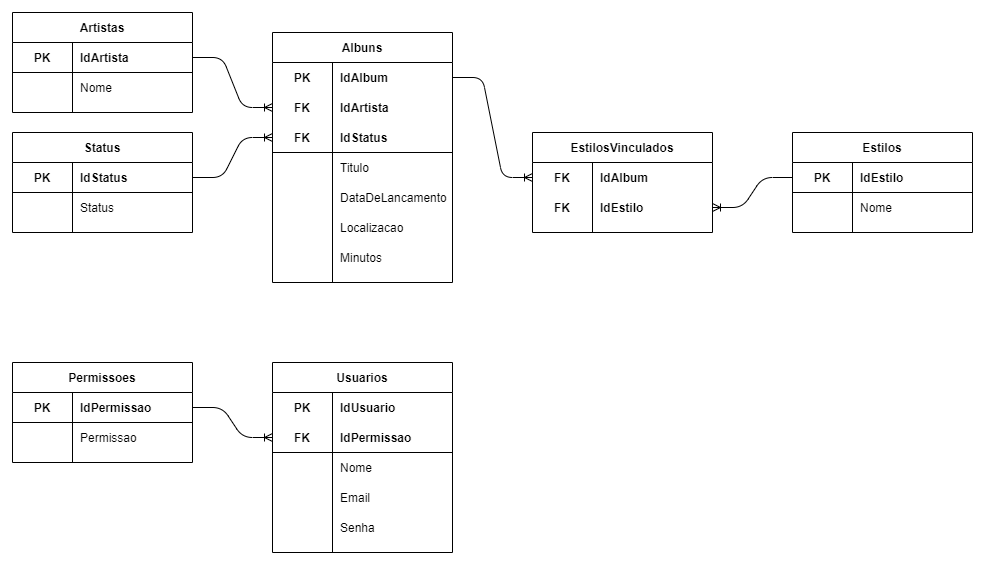 Artistas
PK IdArtista
Nome
Status
PK IdStatus
Status
Albuns
PK IdAlbum
FK IdArtista
FK IdStatus
Titulo
DataDeLancamento
Localizacao
Minutos
EstilosVinculados
FK IdAlbum
FK IdEstilo
Estilos
PK IdEstilo
Nome
Permissoes
PK IdPermissao
Permissao
Usuarios
PK IdUsuario
FK IdPermissao
Nome
Email
Senha